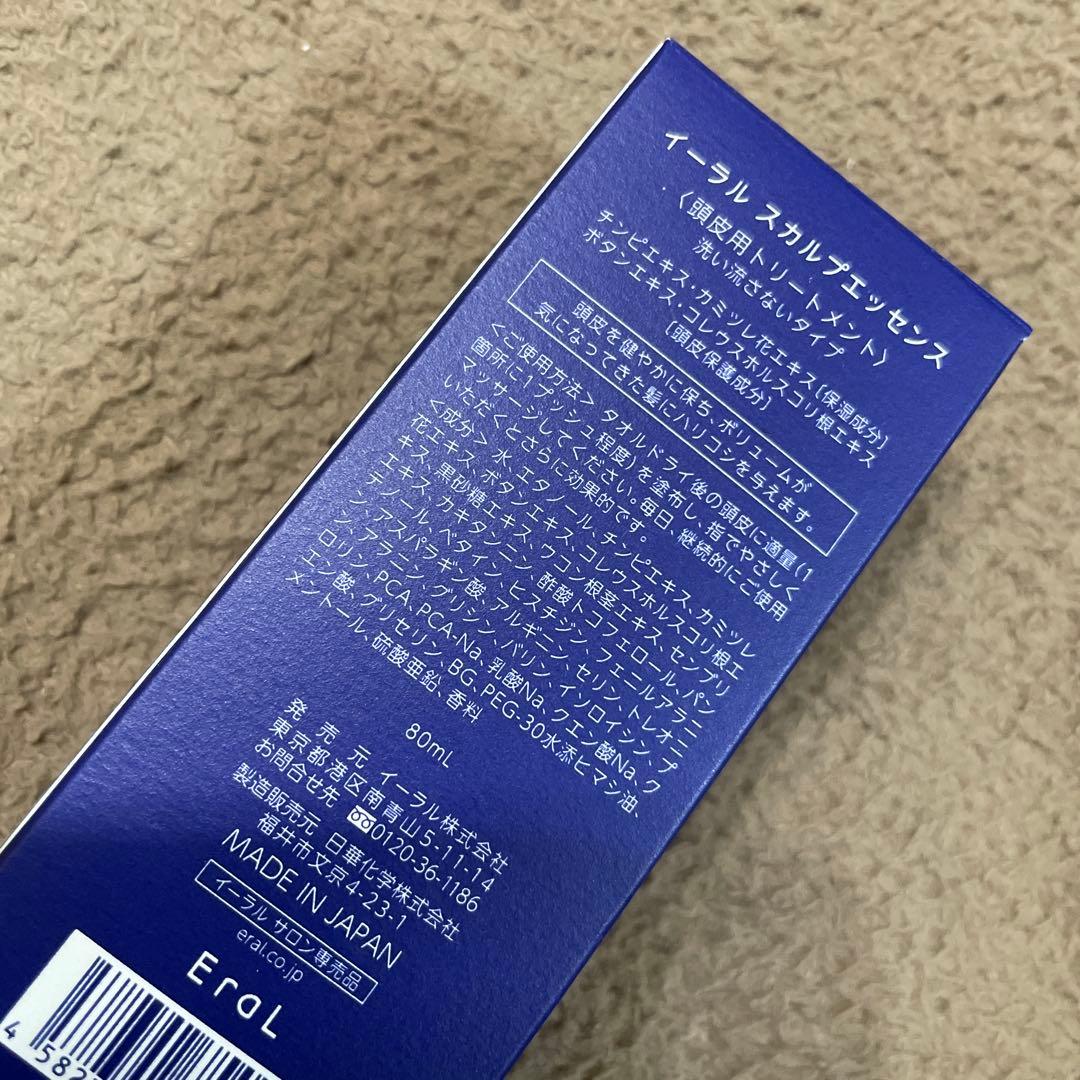 イーラル スカルプエッセンス
〈頭皮用トリートメント〉
洗い流さないタイプ
チンピエキス・カミツレ花エキス〔保湿成分〕
ボタンエキス・コレウスホルスコリ根エキス
〔頭皮保護成分〕
頭皮を健やかに保ち、ボリュームが
気になってきた髪にハリコシを与えます。
<ご使用方法> タオルドライ後の頭皮に適量(1
箇所に1プッシュ程度)を塗布し、指でやさしく
マッサージしてください。毎日、継続的にご使用
いただくとさらに効果的です。
<成分> 水、エタノール、チンピエキス、カミツレ
花エキス、ボタンエキス、コレウスホルスコリ根エ
キス、黒砂糖エキス、ウコン根茎エキス、センブリ
エキス、カキタンニン、酢酸トコフェロール、パン
テノール、ベタイン、ヒスチジン、フェニルアラニ
ン、アスパラギン酸、アルギニン、セリン、トレオニ
ン、アラニン、グリシン、バリン、イソロイシン、プ
ロリン、PCA、PCA-Na、乳酸Na、クエン酸Na、ク
エン酸、グリセリン、BG、PEG-30水添ヒマシ油、
メントール、硫酸亜鉛、香料
80mL
発売元 イーラル株式会社
東京都港区南青山5-11-14
お問合せ先 0120-36-1186
製造販売元 日華化学株式会社
福井市文京4-23-1
MADE IN JAPAN
イーラル サロン専売品
eral.co.jp
EraL
4 582